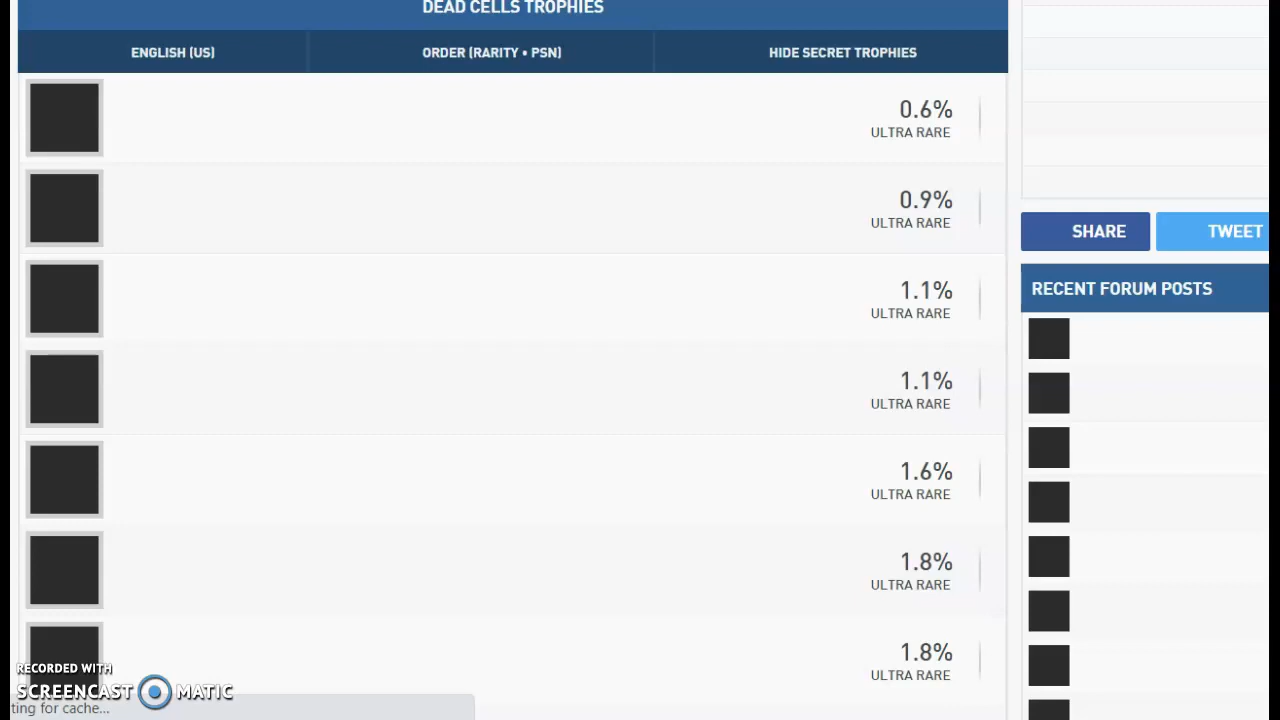 DEAD CELLS TROPHIES
ENGLISH (US)
ORDER (RARITY • PSN)
HIDE SECRET TROPHIES
0.6%
ULTRA RARE
0.9%
ULTRA RARE
1.1%
ULTRA RARE
1.1%
ULTRA RARE
1.6%
ULTRA RARE
1.8%
ULTRA RARE
1.8%
ULTRA RARE
SHARE
TWEET
RECENT FORUM POSTS
RECORDED WITH
SCREENCAST MATIC
ting for cache...